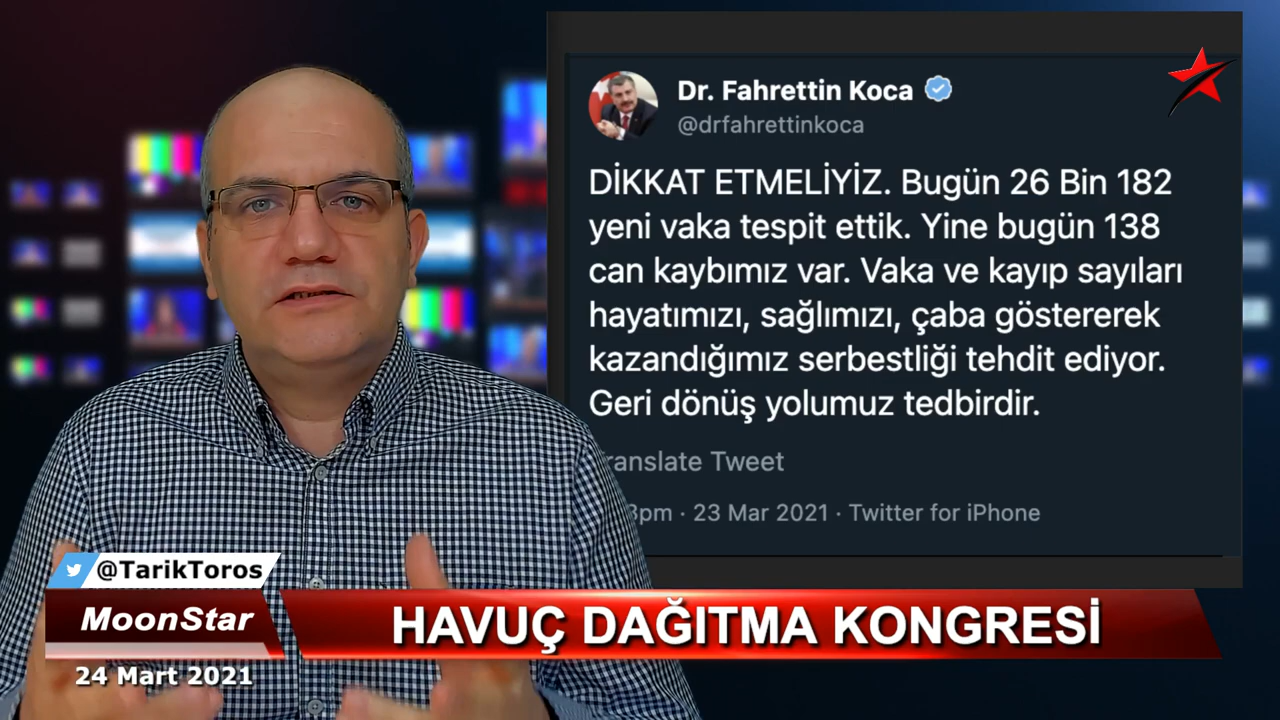 Dr. Fahrettin Koca
@drfahrettinkoca
DİKKAT ETMELİYİZ. Bugün 26 Bin 182
yeni vaka tespit ettik. Yine bugün 138
can kaybımız var. Vaka ve kayıp sayıları
hayatımızı, sağlımızı, çaba göstererek
kazandığımız serbestliği tehdit ediyor.
Geri dönüş yolumuz tedbirdir.
ranslate Tweet
3pm · 23 Mar 2021 · Twitter for iPhone
@TarikToros
MoonStar
HAVUÇ DAĞITMA KONGRESİ
24 Mart 2021